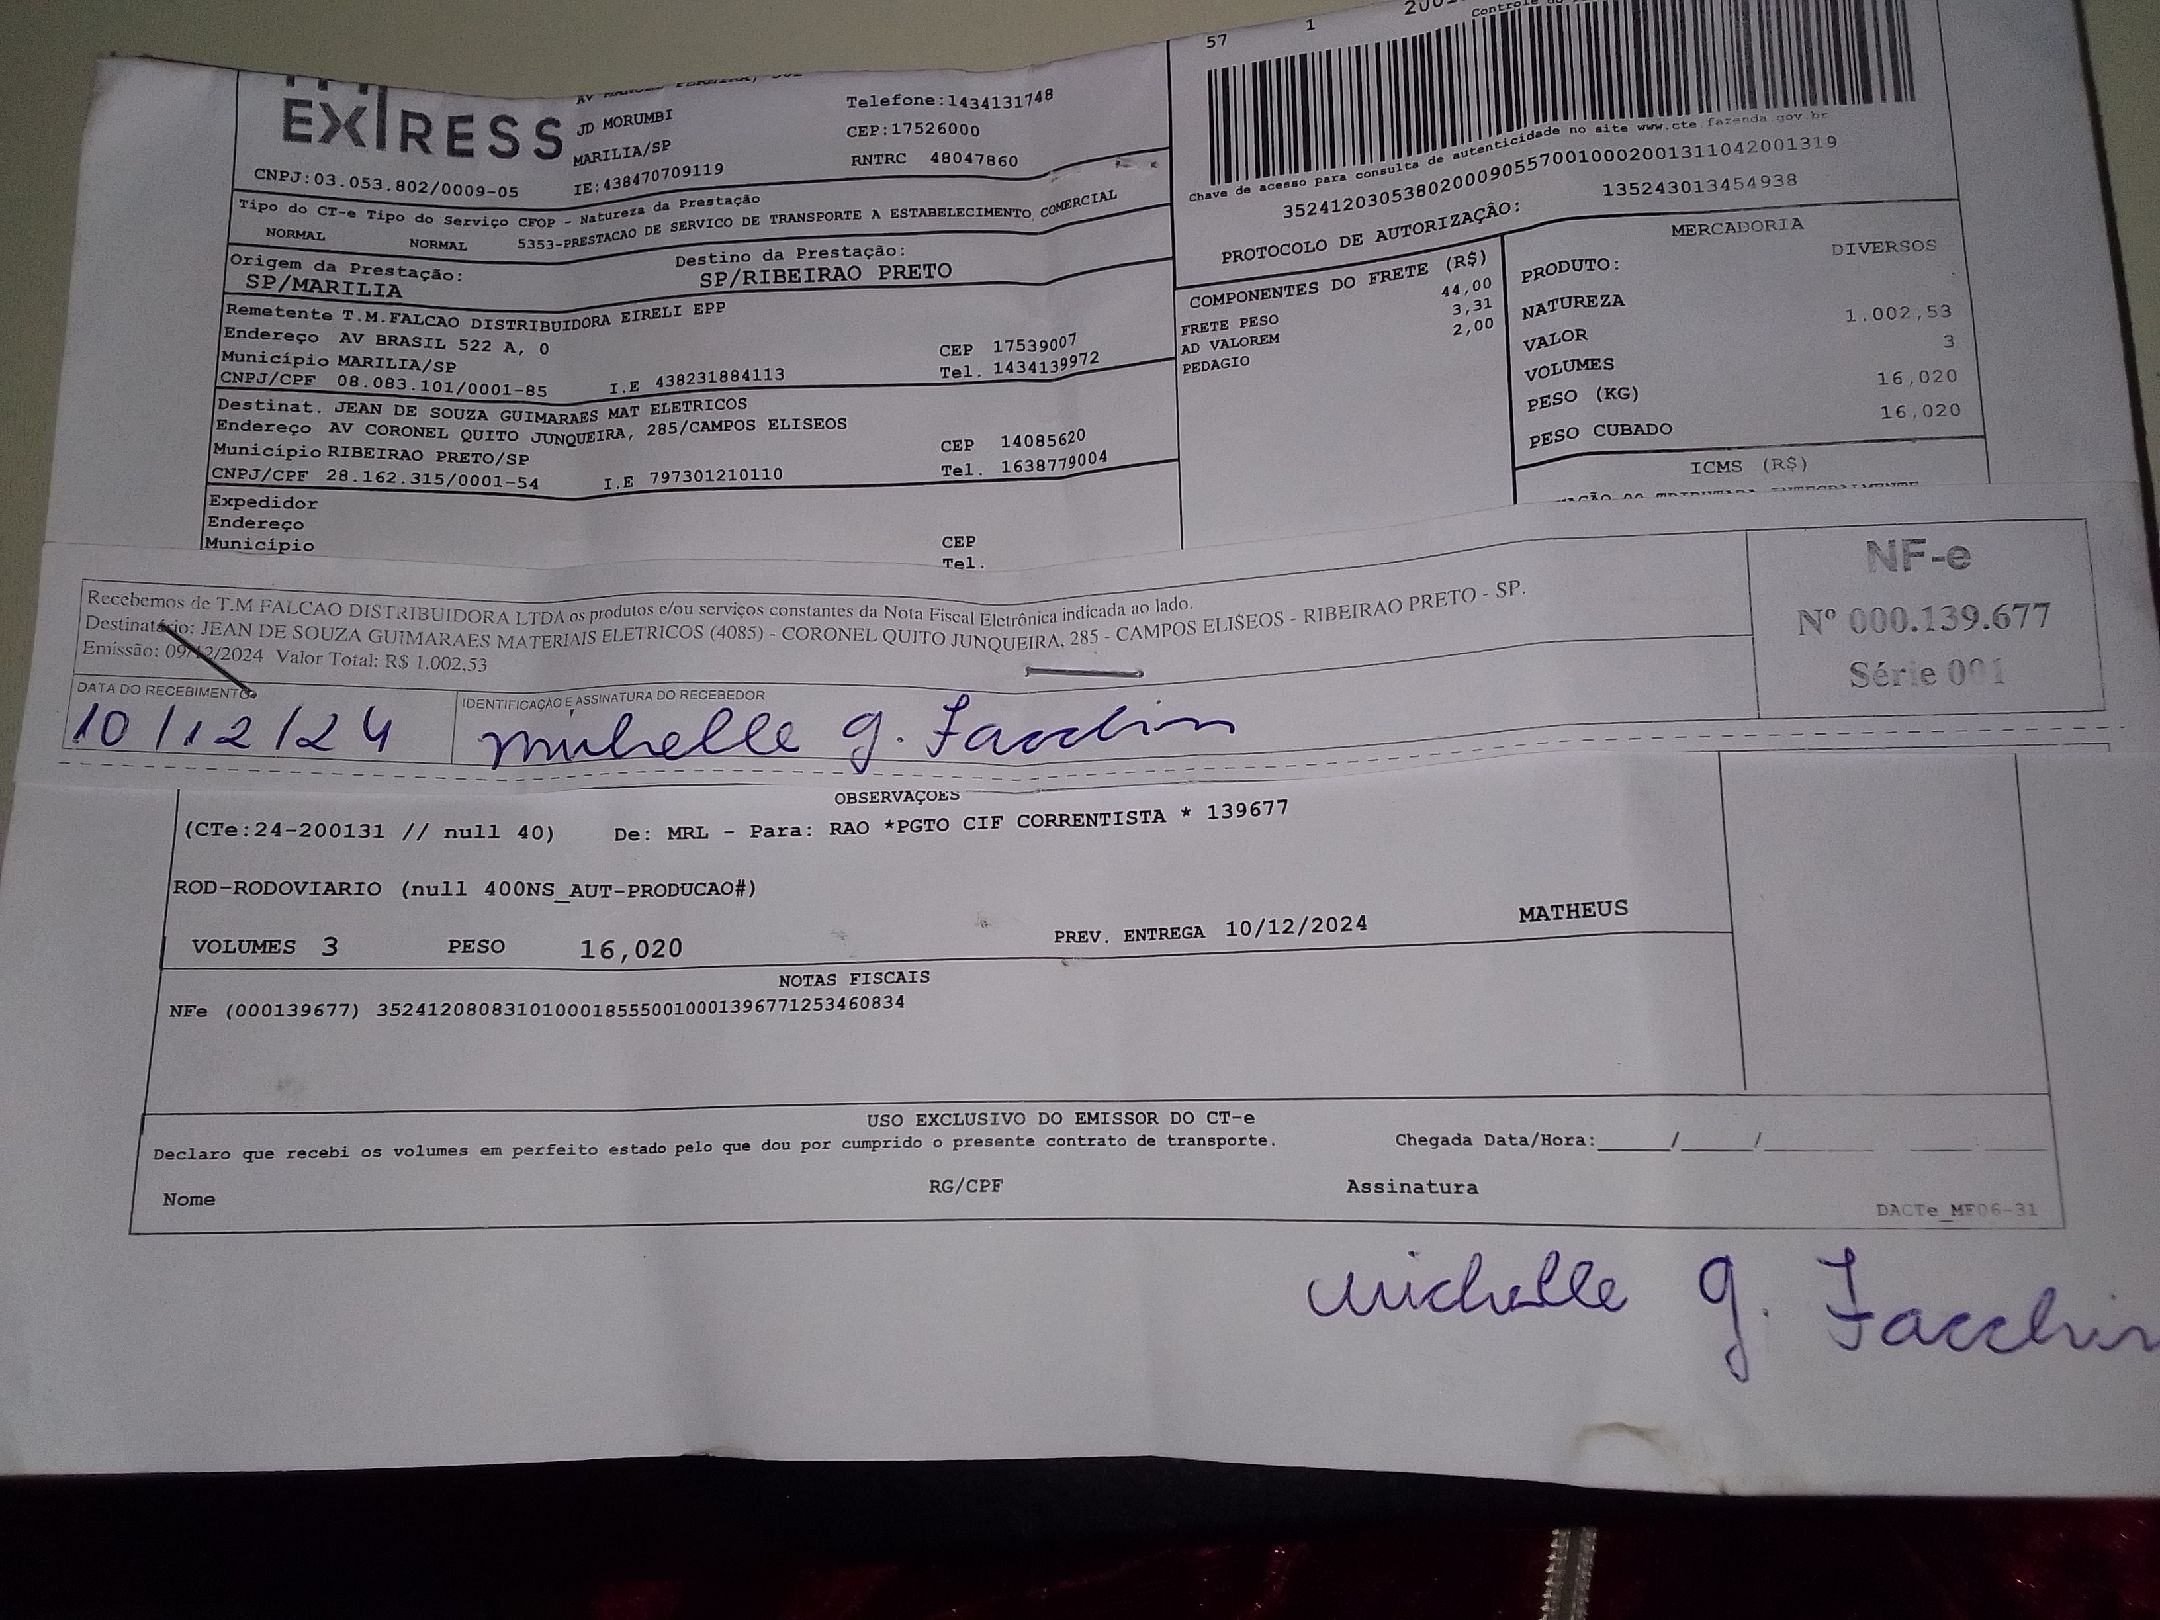 57 1
EXPRESS
JD MORUMBI
MARILIA/SP
IE:438470709119
Telefone:1434131748
CEP:17526000
RNTRC 48047860
CNPJ:03.053.802/0009-05
Chave de acesso para consulta de autenticidade no site www.cte.fazenda.gov.br
35241203053802000905570010002001311042001319
PROTOCOLO DE AUTORIZAÇÃO: 135243013454938
Tipo do CT-e Tipo do Serviço CFOP - Natureza da Prestação
NORMAL NORMAL 5353-PRESTACAO DE SERVICO DE TRANSPORTE A ESTABELECIMENTO COMERCIAL
Origem da Prestação: Destino da Prestação:
SP/MARILIA SP/RIBEIRAO PRETO
Remetente T.M.FALCAO DISTRIBUIDORA EIRELI EPP
Endereço AV BRASIL 522 A, 0 CEP 17539007
Município MARILIA/SP Tel. 1434139972
CNPJ/CPF 08.083.101/0001-85 I.E 438231884113
Destinat. JEAN DE SOUZA GUIMARAES MAT ELETRICOS
Endereço AV CORONEL QUITO JUNQUEIRA, 285/CAMPOS ELISEOS
CEP 14085620
Município RIBEIRAO PRETO/SP Tel. 1638779004
CNPJ/CPF 28.162.315/0001-54 I.E 797301210110
Expedidor
Endereço
Município CEP
Tel.
COMPONENTES DO FRETE (R$)
FRETE PESO 44,00
AD VALOREM 3,31
PEDAGIO 2,00
MERCADORIA
PRODUTO: DIVERSOS
NATUREZA
VALOR 1.002,53
VOLUMES 3
PESO (KG) 16,020
PESO CUBADO 16,020
ICMS (R$)
Recebemos de T.M FALCAO DISTRIBUIDORA LTDA os produtos e/ou serviços constantes da Nota Fiscal Eletrônica indicada ao lado.
Destinatário: JEAN DE SOUZA GUIMARAES MATERIAIS ELETRICOS (4085) - CORONEL QUITO JUNQUEIRA, 285 - CAMPOS ELISEOS - RIBEIRAO PRETO - SP.
Emissão: 09/12/2024 Valor Total: R$ 1.002,53
NF-e
Nº 000.139.677
Série 001
DATA DO RECEBIMENTO IDENTIFICAÇÃO E ASSINATURA DO RECEBEDOR
10/12/24 Michelle G. Facchin
OBSERVAÇOES
(CTe:24-200131 // null 40) De: MRL - Para: RAO *PGTO CIF CORRENTISTA * 139677
ROD-RODOVIARIO (null 400NS_AUT-PRODUCAO#)
VOLUMES 3 PESO 16,020 PREV. ENTREGA 10/12/2024 MATHEUS
NOTAS FISCAIS
NFe (000139677) 35241208083101000185550010001396771253460834
USO EXCLUSIVO DO EMISSOR DO CT-e
Declaro que recebi os volumes em perfeito estado pelo que dou por cumprido o presente contrato de transporte. Chegada Data/Hora:_____/_____/_____
Nome RG/CPF Assinatura
DACTe_MF06-31
Michelle G. Facchin